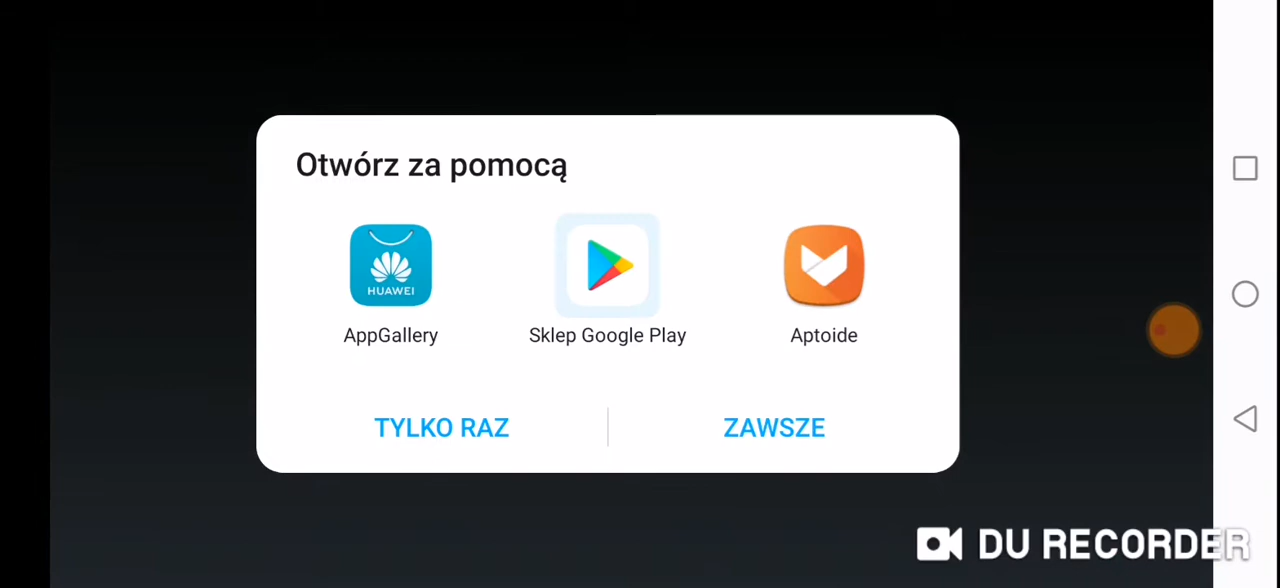 Otwórz za pomocą
HUAWEI
AppGallery
Sklep Google Play
Aptoide
TYLKO RAZ
ZAWSZE
DU RECORDER